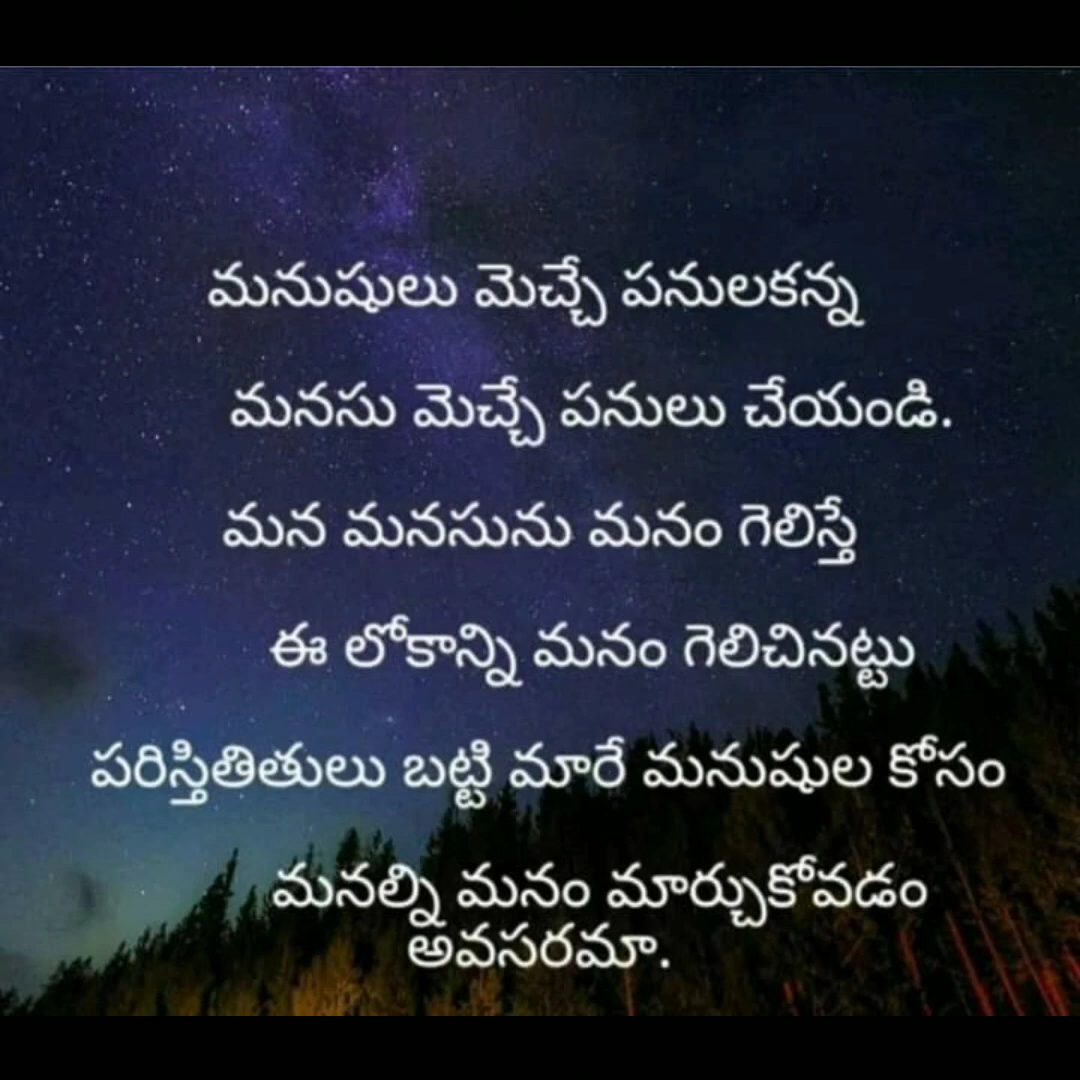 మనుషులు మెచ్చే పనులకన్న
మనసు మెచ్చే పనులు చేయండి.
మన మనసును మనం గెలిస్తే
ఈ లోకాన్ని మనం గెలిచినట్టు
పరిస్తితితులు బట్టి మారే మనుషుల కోసం
మనల్ని మనం మార్చుకోవడం
అవసరమా.